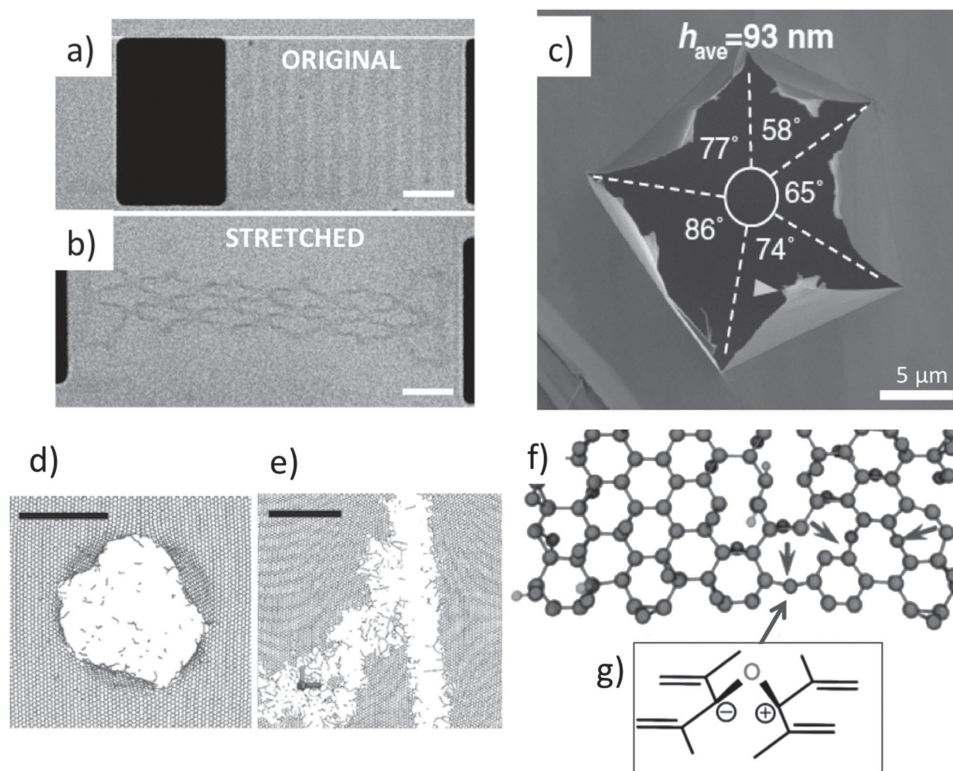 a)
ORIGINAL
b)
STRETCHED
c)
have=93 nm
77°
58°
65°
86°
74°
5 μm
d)
e)
f)
g)
O
⊖
⊕